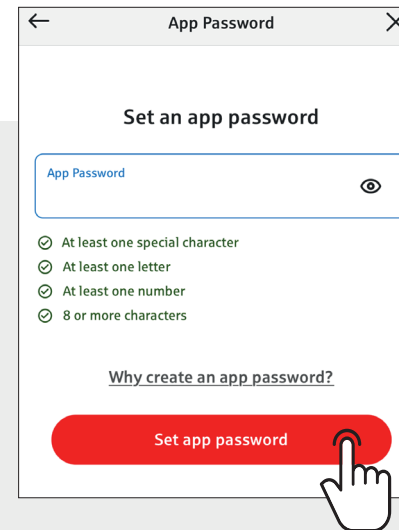 App Password
Set an app password
App Password
At least one special character
At least one letter
At least one number
8 or more characters
Why create an app password?
Set app password